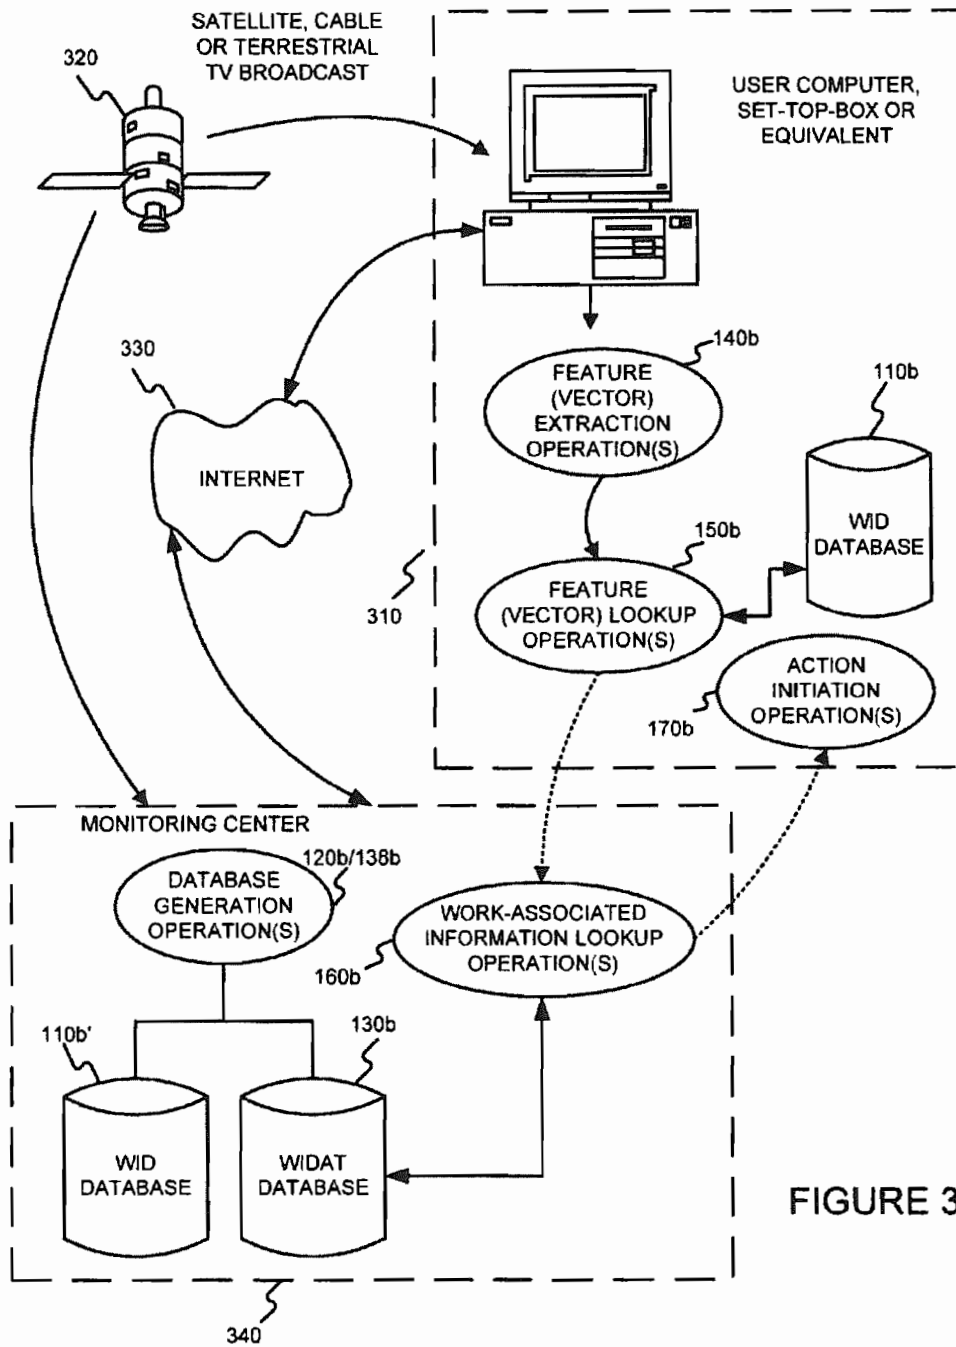 SATELLITE, CABLE
OR TERRESTRIAL
TV BROADCAST
320
USER COMPUTER,
SET-TOP-BOX OR
EQUIVALENT
330
INTERNET
140b
FEATURE
(VECTOR)
EXTRACTION
OPERATION(S)
110b
WID
DATABASE
150b
FEATURE
(VECTOR) LOOKUP
OPERATION(S)
310
ACTION
INITIATION
OPERATION(S)
170b
MONITORING CENTER
120b/138b
DATABASE
GENERATION
OPERATION(S)
WORK-ASSOCIATED
INFORMATION LOOKUP
OPERATION(S)
160b
110b'
130b
WID
DATABASE
WIDAT
DATABASE
FIGURE 3
340